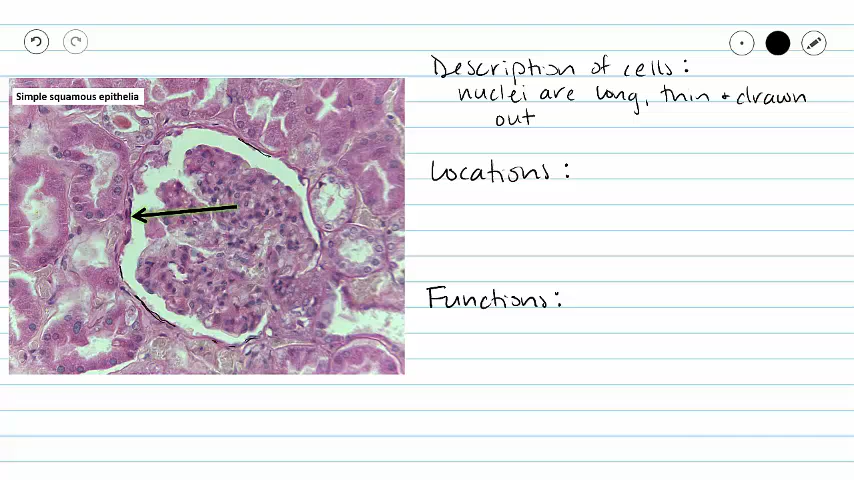 Simple squamous epithelia
Description of cells:
nuclei are long, thin + drawn
out
Locations:
Functions: